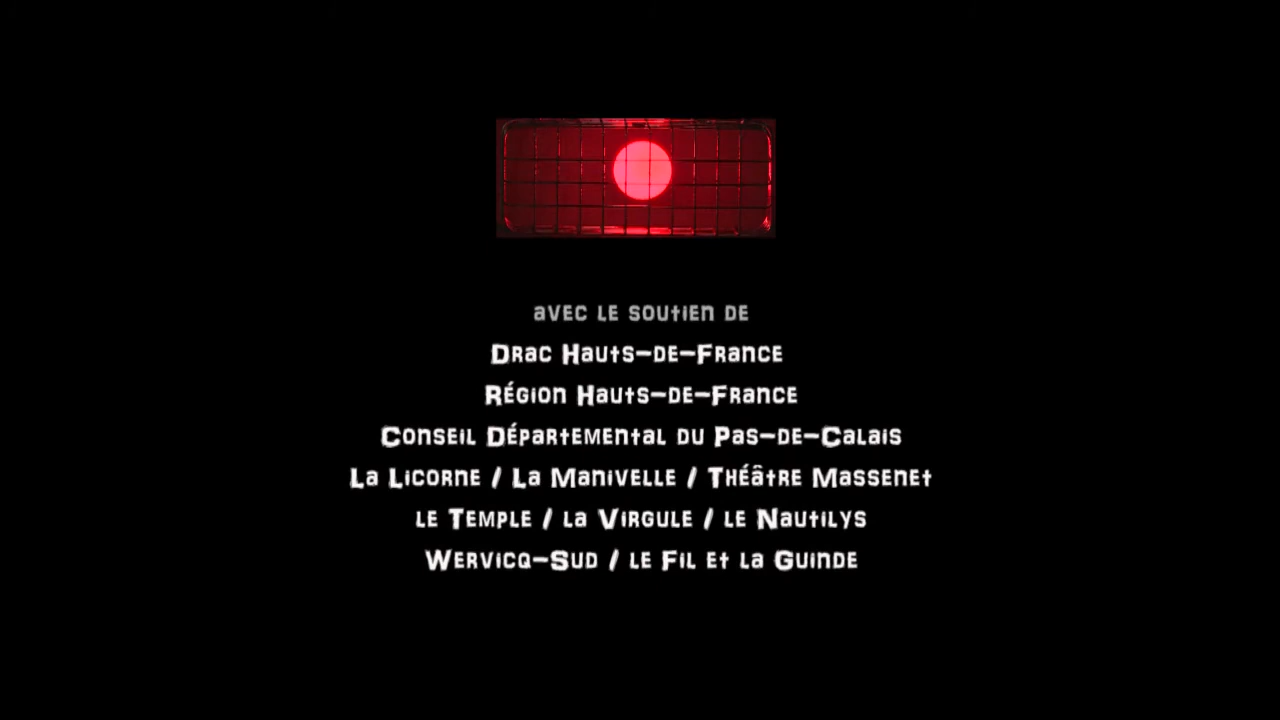 avec le soutien de
Drac Hauts-de-France
Région Hauts-de-France
Conseil Départemental du Pas-de-Calais
La Licorne / La Manivelle / Théâtre Massenet
le Temple / la Virgule / le Nautilys
Wervicq-Sud / le Fil et la Guinde